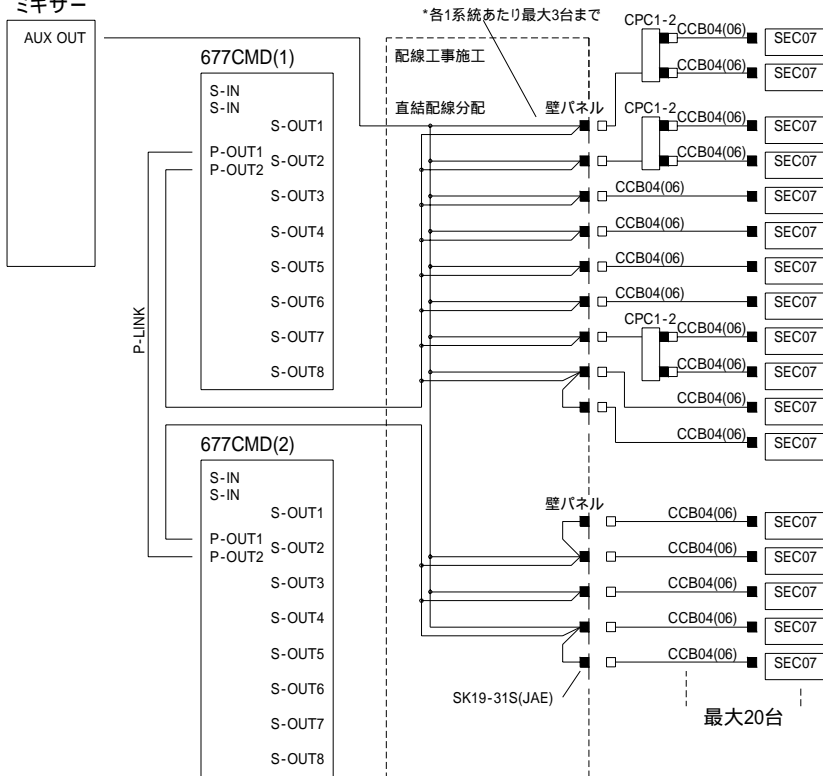 ミキサー
AUX OUT
*各1系統あたり最大3台まで
配線工事施工
直結配線分配
壁パネル
677CMD(1)
S-IN
S-IN
S-OUT1
P-OUT1
P-OUT2
S-OUT2
S-OUT3
S-OUT4
S-OUT5
S-OUT6
S-OUT7
S-OUT8
P-LINK
CPC1-2
CCB04(06)
SEC07
CCB04(06)
SEC07
CPC1-2
CCB04(06)
SEC07
CCB04(06)
SEC07
CCB04(06)
SEC07
CCB04(06)
SEC07
CCB04(06)
SEC07
CCB04(06)
SEC07
CPC1-2
CCB04(06)
SEC07
CCB04(06)
SEC07
CCB04(06)
SEC07
CCB04(06)
SEC07
677CMD(2)
S-IN
S-IN
S-OUT1
P-OUT1
P-OUT2
S-OUT2
S-OUT3
S-OUT4
S-OUT5
S-OUT6
S-OUT7
S-OUT8
壁パネル
CCB04(06)
SEC07
CCB04(06)
SEC07
CCB04(06)
SEC07
CCB04(06)
SEC07
CCB04(06)
SEC07
SK19-31S(JAE)
最大20台